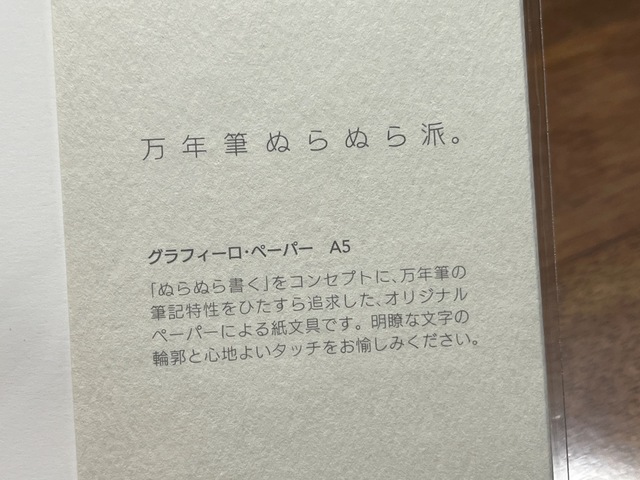 万年筆ぬらぬら派。
グラフィーロ・ペーパー A5
「ぬらぬら書く」をコンセプトに、万年筆の
筆記特性をひたすら追求した、オリジナル
ペーパーによる紙文具です。明瞭な文字の
輪郭と心地よいタッチをお愉しみください。